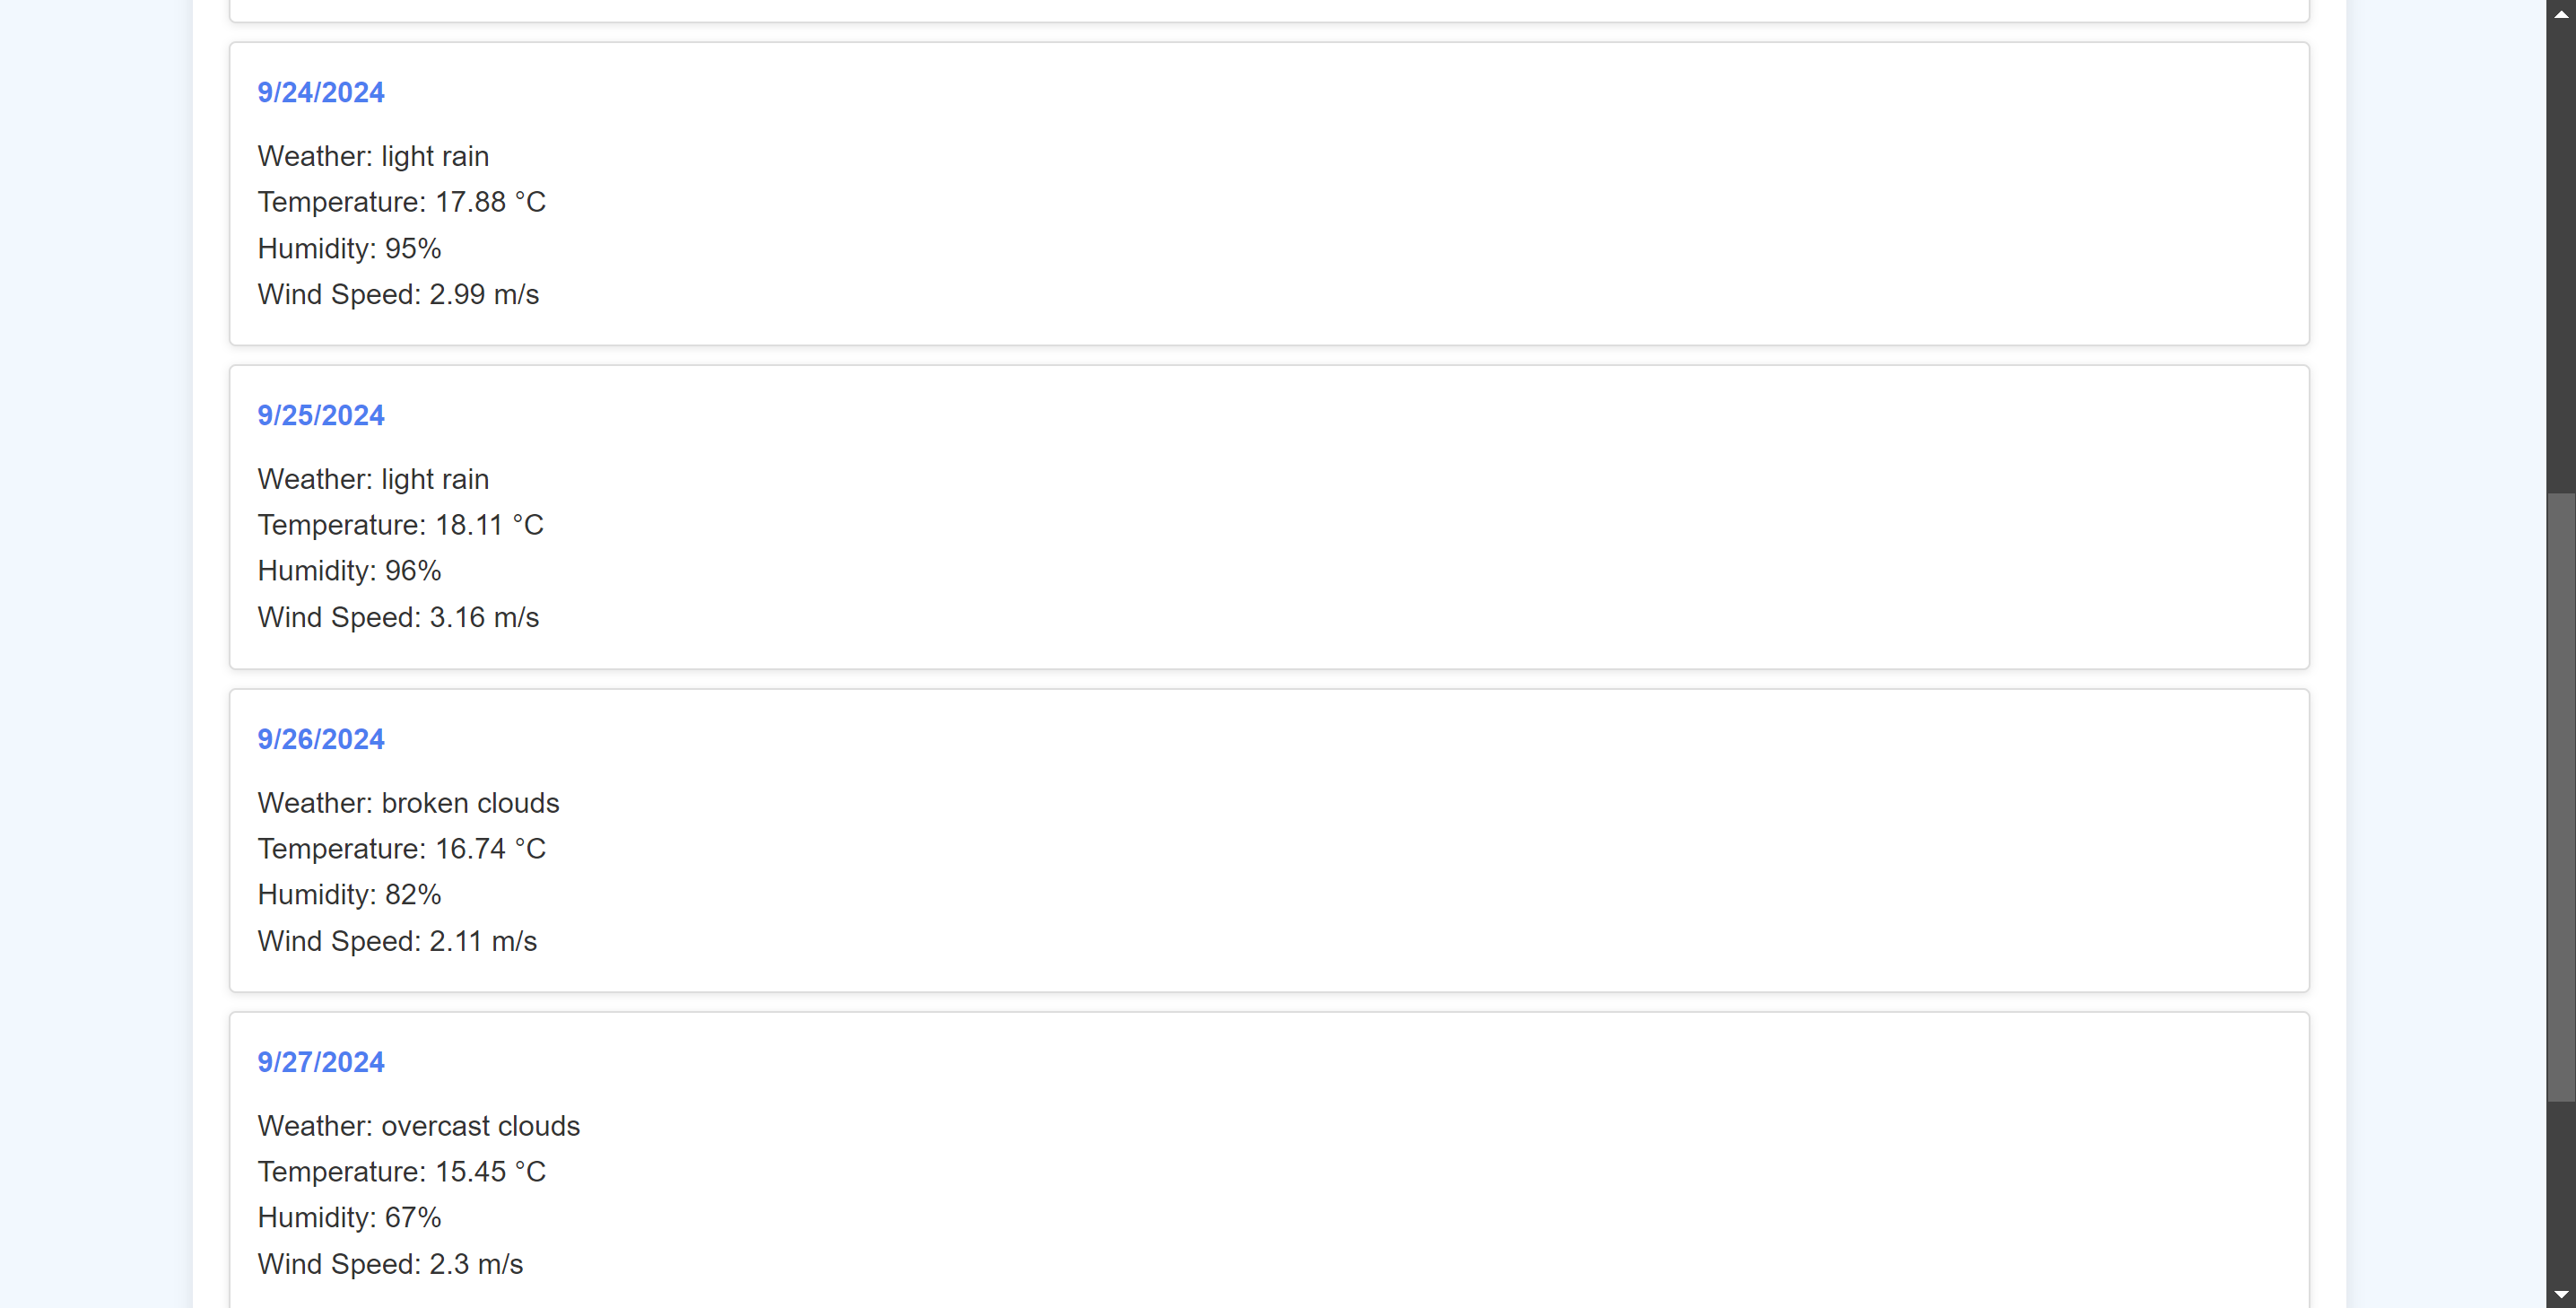 9/24/2024
Weather: light rain
Temperature: 17.88 °C
Humidity: 95%
Wind Speed: 2.99 m/s
9/25/2024
Weather: light rain
Temperature: 18.11 °C
Humidity: 96%
Wind Speed: 3.16 m/s
9/26/2024
Weather: broken clouds
Temperature: 16.74 °C
Humidity: 82%
Wind Speed: 2.11 m/s
9/27/2024
Weather: overcast clouds
Temperature: 15.45 °C
Humidity: 67%
Wind Speed: 2.3 m/s